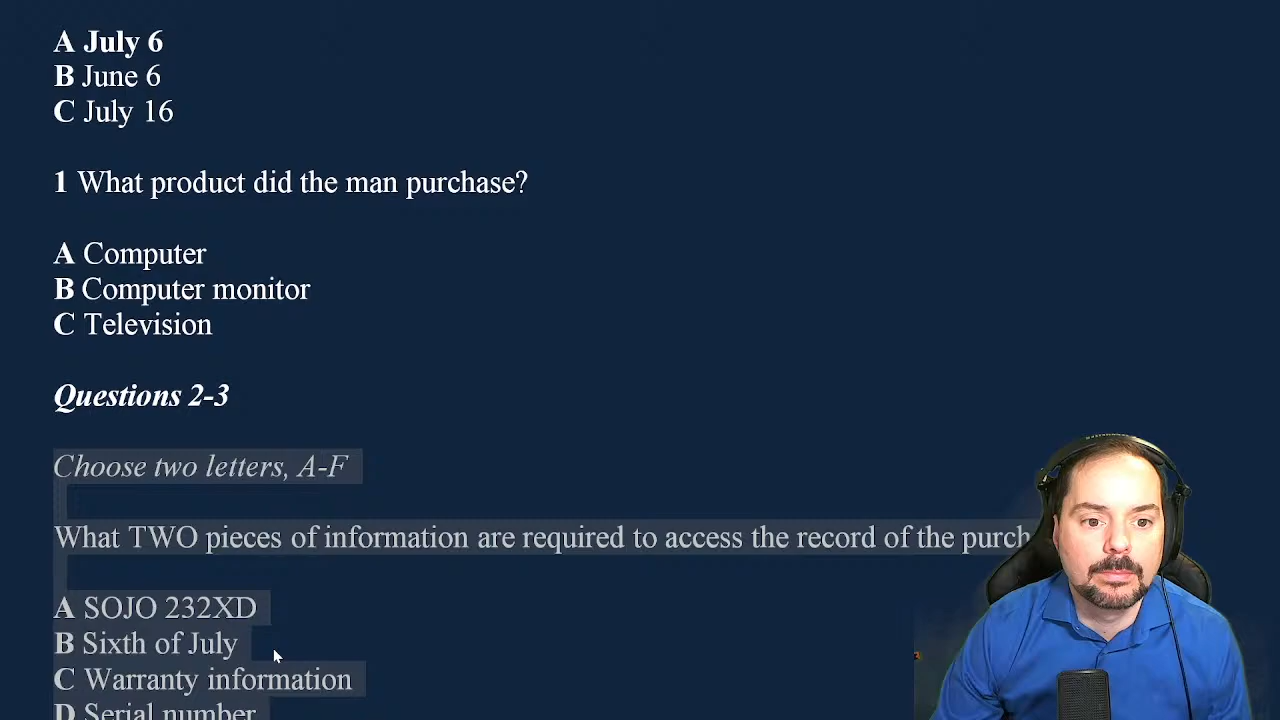 A July 6
B June 6
C July 16
1 What product did the man purchase?
A Computer
B Computer monitor
C Television
Questions 2-3
Choose two letters, A-F
What TWO pieces of information are required to access the record of the purch
A SOJO 232XD
B Sixth of July
C Warranty information
D Serial number